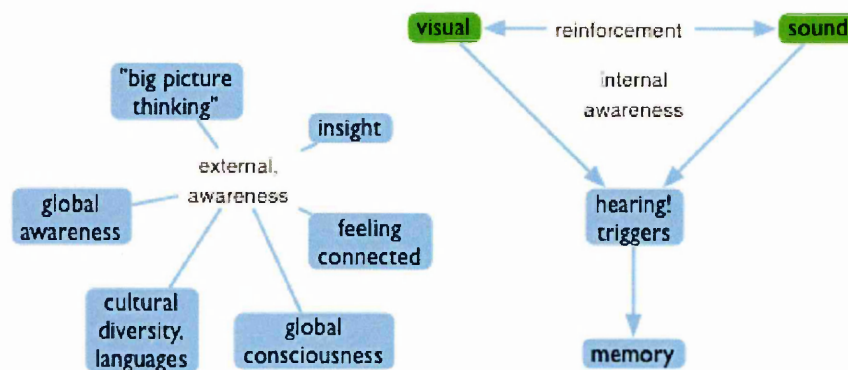 "big picture
thinking"
insight
external,
awareness
global
awareness
feeling
connected
cultural
diversity,
languages
global
consciousness
visual
reinforcement
sound
internal
awareness
hearing!
triggers
memory